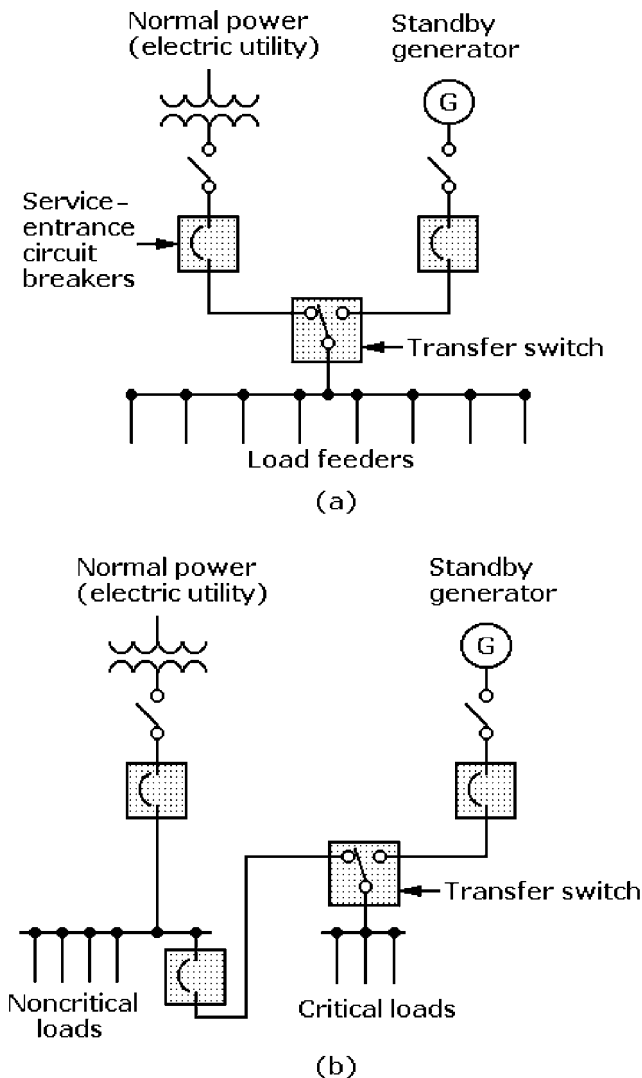 Normal power
(electric utility)
Standby
generator
G
Service-
entrance
circuit
breakers
Transfer switch
Load feeders
(a)
Normal power
(electric utility)
Standby
generator
G
Transfer switch
Noncritical
loads
Critical loads
(b)